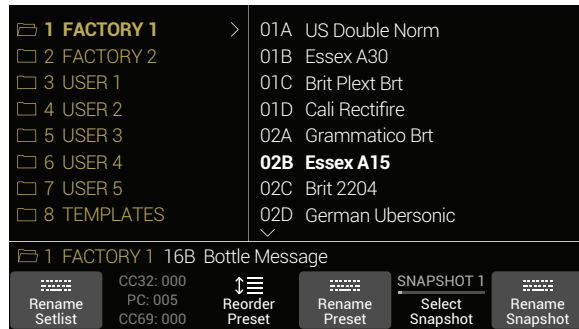 1 FACTORY 1 >
2 FACTORY 2
3 USER 1
4 USER 2
5 USER 3
6 USER 4
7 USER 5
8 TEMPLATES
01A US Double Norm
01B Essex A30
01C Brit Plext Brt
01D Cali Rectifire
02A Grammatico Brt
02B Essex A15
02C Brit 2204
02D German Ubersonic
1 FACTORY 1 16B Bottle Message
Rename
Setlist
CC32: 000
PC: 005
CC69: 000
Reorder
Preset
Rename
Preset
SNAPSHOT 1
Select
Snapshot
Rename
Snapshot